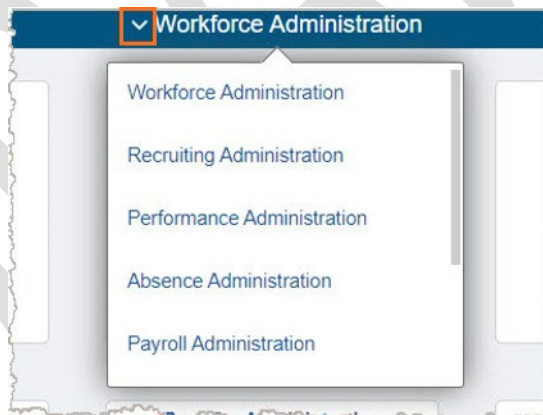 Workforce Administration
Workforce Administration
Recruiting Administration
Performance Administration
Absence Administration
Payroll Administration